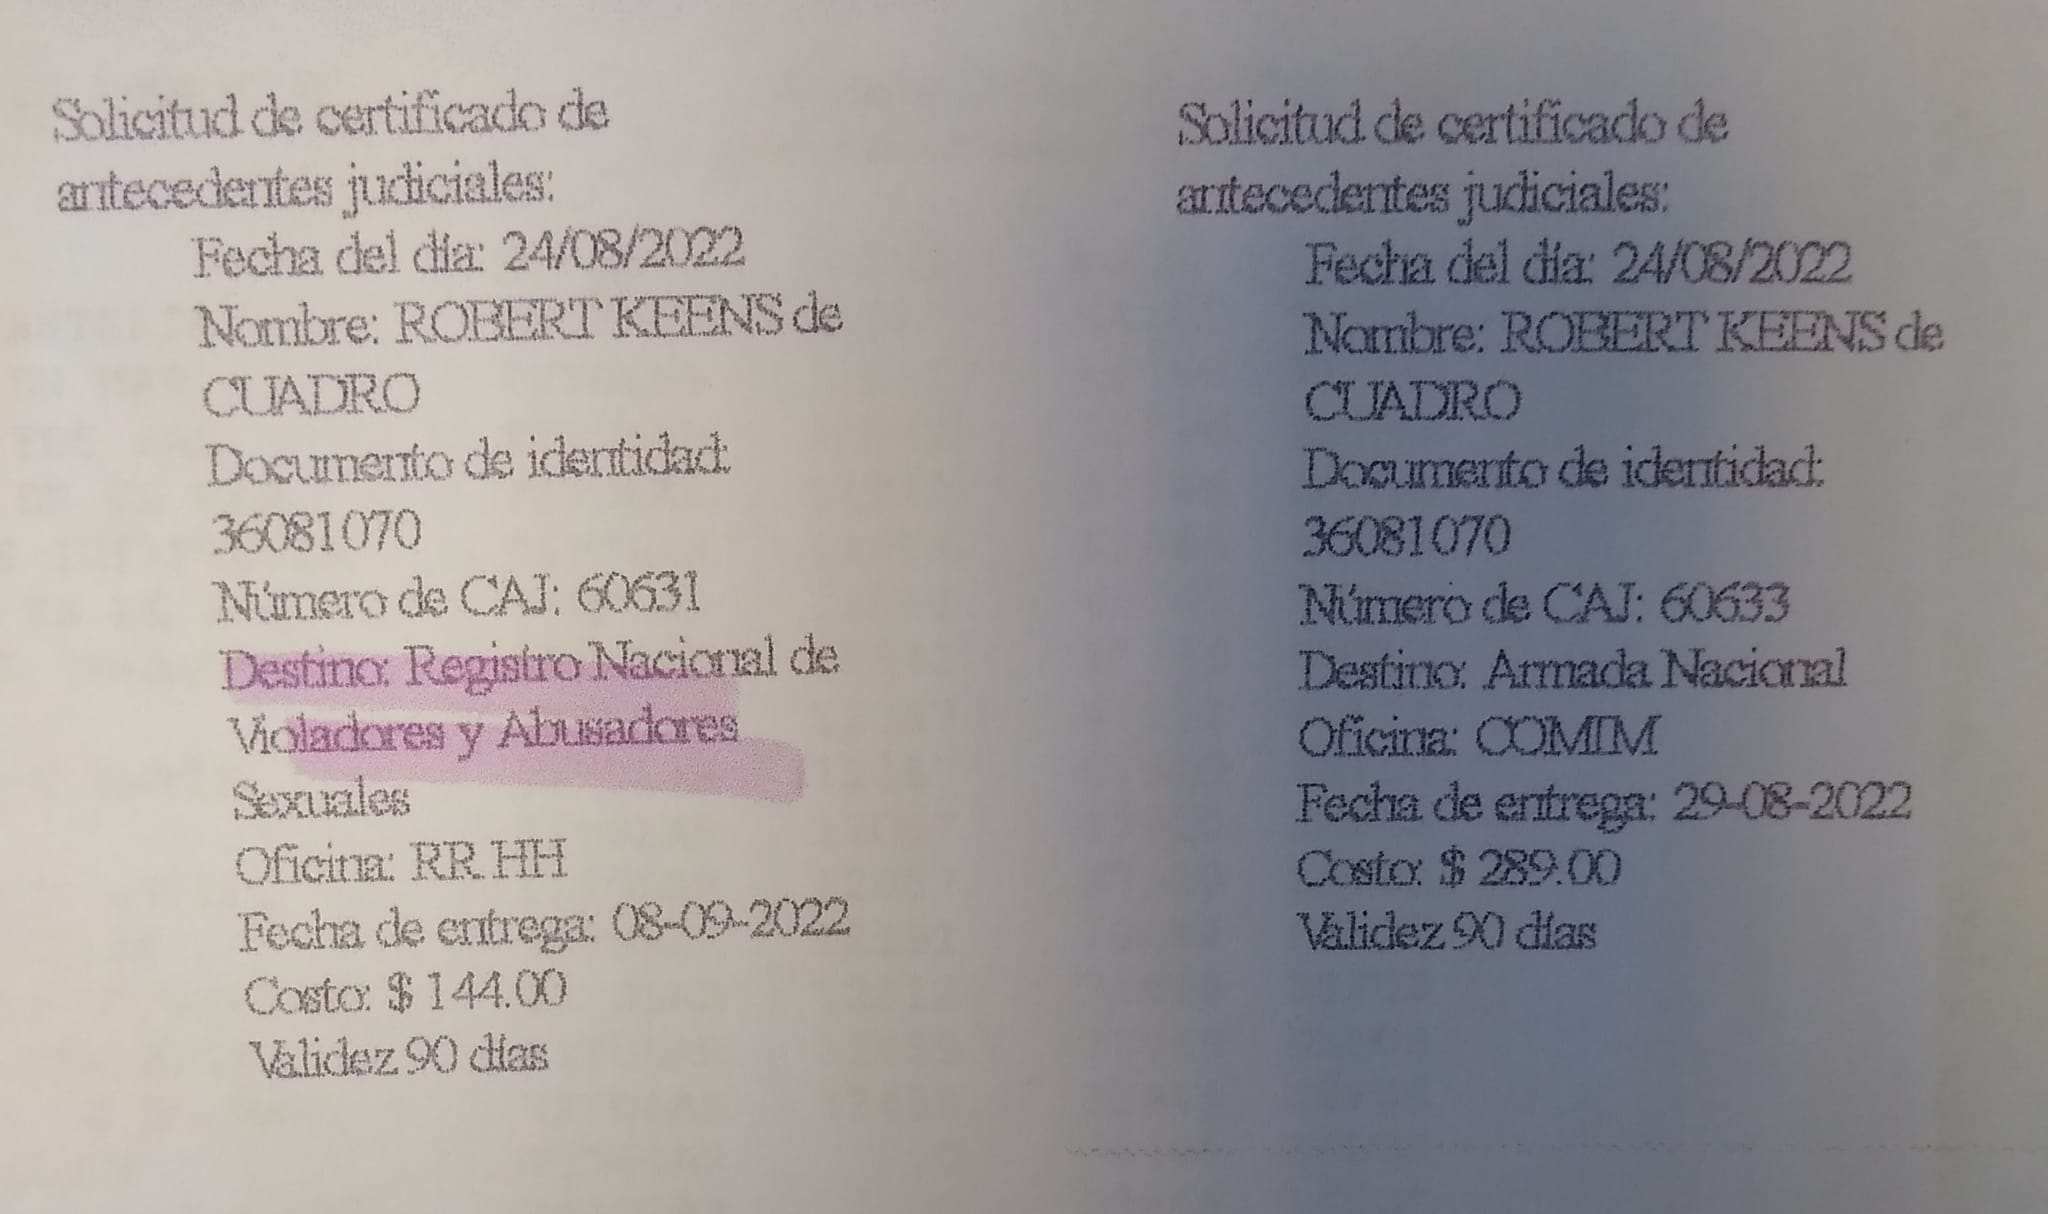 Solicitud de certificado de
antecedentes judiciales:
Fecha del día: 24/08/2022
Nombre: ROBERT KEENS de
CUADRO
Documento de identidad:
36081070
Número de CAJ: 60631
Destino: Registro Nacional de
Violadores y Abusadores
Sexuales
Oficina: RR.HH
Fecha de entrega: 08-09-2022
Costo: $ 144.00
Validez 90 días
Solicitud de certificado de
antecedentes judiciales:
Fecha del día: 24/08/2022
Nombre: ROBERT KEENS de
CUADRO
Documento de identidad:
36081070
Número de CAJ: 60633
Destino: Armada Nacional
Oficina: COMIM
Fecha de entrega: 29-08-2022
Costo: $ 289.00
Validez 90 días